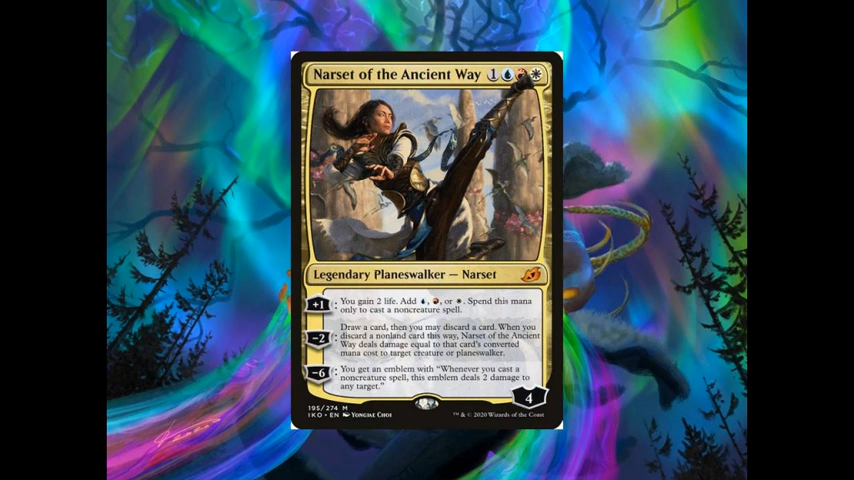 Narset of the Ancient Way 1
Legendary Planeswalker — Narset
+1: You gain 2 life. Add , , or . Spend this mana
only to cast a noncreature spell.
Draw a card, then you may discard a card. When you
-2: discard a nonland card this way, Narset of the Ancient
Way deals damage equal to that card's converted
mana cost to target creature or planeswalker.
-6: You get an emblem with "Whenever you cast a
noncreature spell, this emblem deals 2 damage to
any target."
4
195/274 M
IKO • EN Yongjae Choi ™ & © 2020 Wizards of the Coast